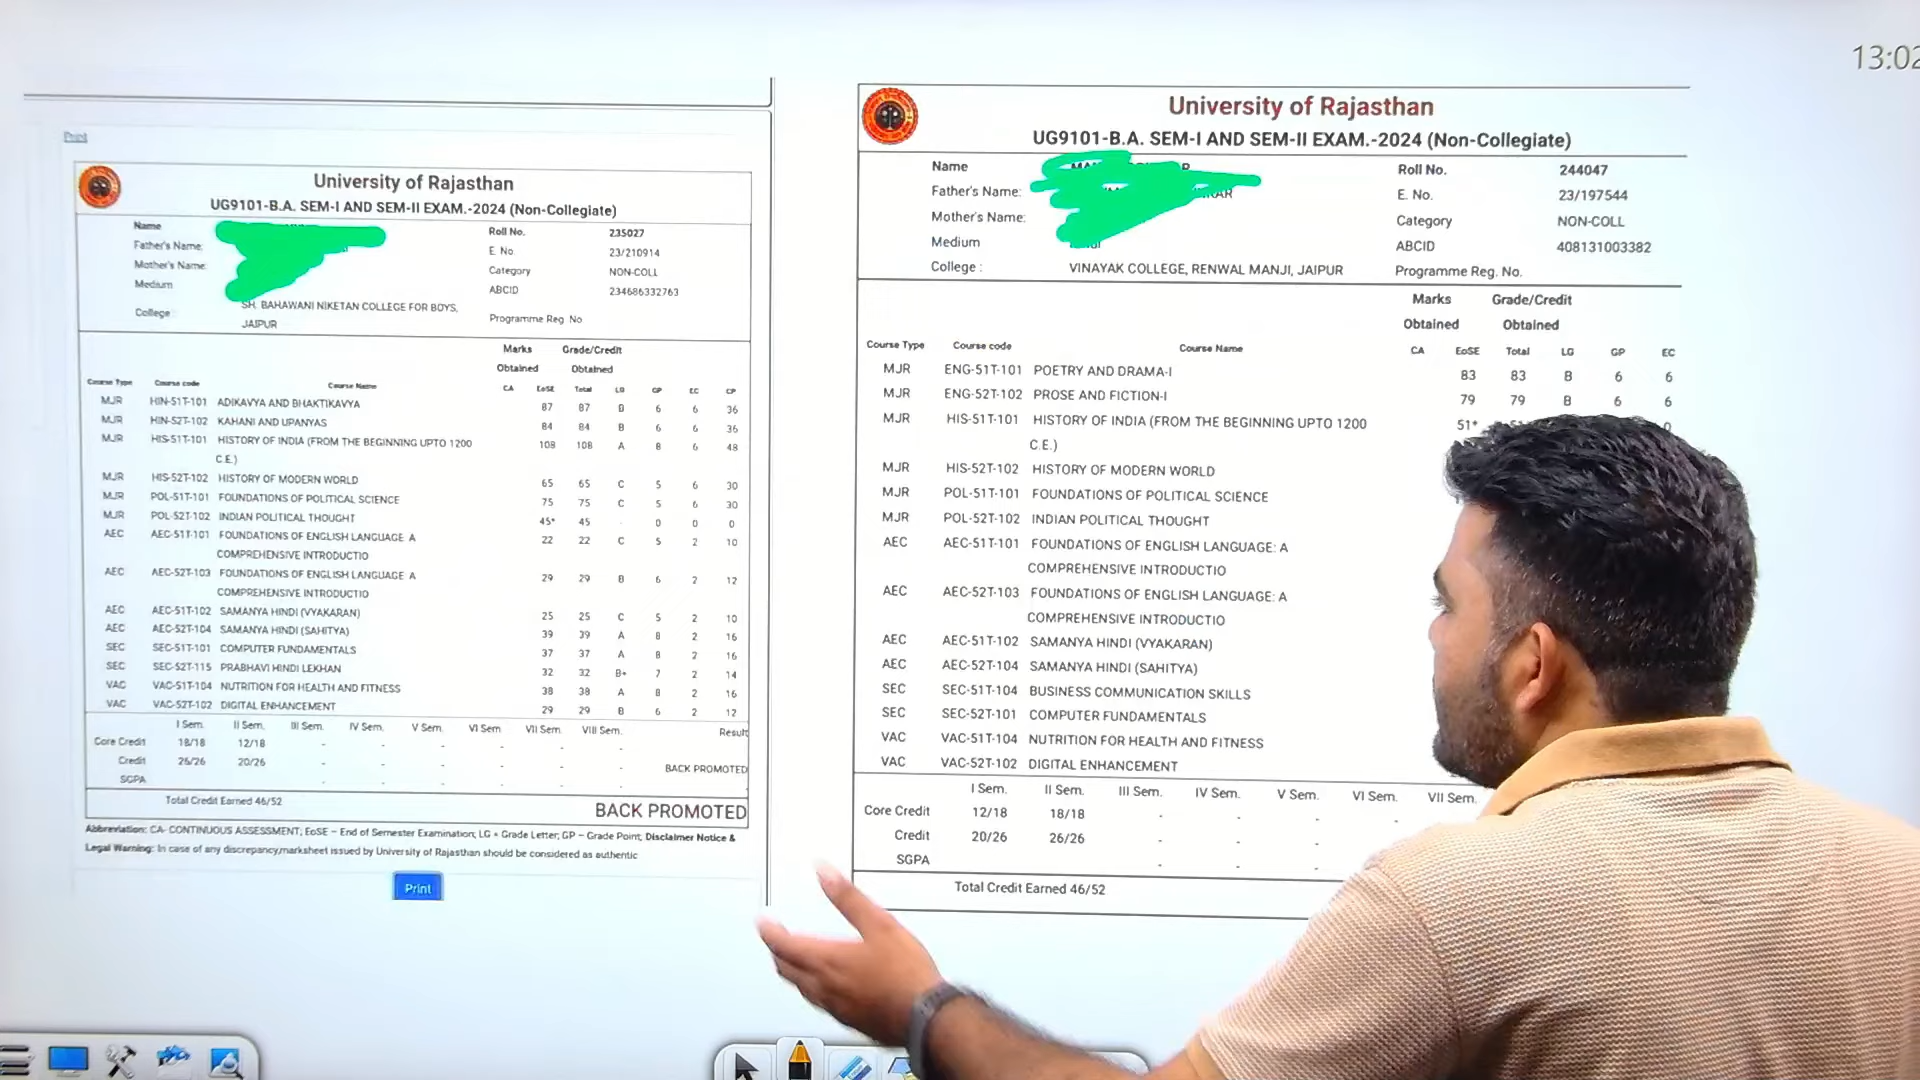 13:02
Print
University of Rajasthan
UG9101-B.A. SEM-I AND SEM-II EXAM.-2024 (Non-Collegiate)
Name Roll No. 235027
Father's Name: E. No. 23/210914
Mother's Name Category NON-COLL
Medium ABCID 234686332763
College SH. BAHAWANI NIKETAN COLLEGE FOR BOYS, Programme Reg No
JAIPUR
Marks Grade/Credit
Obtained Obtained
Course Type Course code Course Name CA EoSE Total LG GP EC CP
MJR HIN-51T-101 ADIKAVYA AND BHAKTIKAVYA 87 87 B 6 6 36
MJR HIN-52T-102 KAHANI AND UPANYAS 84 84 B 6 6 36
MJR HIS-51T-101 HISTORY OF INDIA (FROM THE BEGINNING UPTO 1200 108 108 A 8 6 48
C.E.)
MJR HIS-52T-102 HISTORY OF MODERN WORLD 65 65 C 5 6 30
MJR POL-51T-101 FOUNDATIONS OF POLITICAL SCIENCE 75 75 C 5 6 30
MJR POL-52T-102 INDIAN POLITICAL THOUGHT 45* 45 - 0 0 0
AEC AEC-51T-101 FOUNDATIONS OF ENGLISH LANGUAGE A 22 22 C 5 2 10
COMPREHENSIVE INTRODUCTIO
AEC AEC-52T-103 FOUNDATIONS OF ENGLISH LANGUAGE A 29 29 B 6 2 12
COMPREHENSIVE INTRODUCTIO
AEC AEC-51T-102 SAMANYA HINDI (VYAKARAN) 25 25 C 5 2 10
AEC AEC-52T-104 SAMANYA HINDI (SAHITYA) 39 39 A 8 2 16
SEC SEC-51T-101 COMPUTER FUNDAMENTALS 37 37 A 8 2 16
SEC SEC-52T-115 PRABHAVI HINDI LEKHAN 32 32 B+ 7 2 14
VAC VAC-51T-104 NUTRITION FOR HEALTH AND FITNESS 38 38 A 8 2 16
VAC VAC-52T-102 DIGITAL ENHANCEMENT 29 29 B 6 2 12
I Sem. II Sem. III Sem. IV Sem. V Sem. VI Sem VII Sem. VIII Sem. Result
Core Credit 18/18 12/18 - - - - - -
Credit 26/26 20/26 - - - - - - BACK PROMOTED
SGPA - - - - - -
Total Credit Earned 46/52 BACK PROMOTED
Abbreviation: CA- CONTINUOUS ASSESSMENT; EoSE – End of Semester Examination; LG • Grade Letter; GP – Grade Point; Disclaimer Notice &
Legal Warning: In case of any discrepancy,marksheet issued by University of Rajasthan should be considered as authentic
Print
University of Rajasthan
UG9101-B.A. SEM-I AND SEM-II EXAM.-2024 (Non-Collegiate)
Name Roll No. 244047
Father's Name: E. No. 23/197544
Mother's Name: Category NON-COLL
Medium ABCID 408131003382
College : VINAYAK COLLEGE, RENWAL MANJI, JAIPUR Programme Reg. No.
Marks Grade/Credit
Obtained Obtained
Course Type Course code Course Name CA EoSE Total LG GP EC
MJR ENG-51T-101 POETRY AND DRAMA-I 83 83 B 6 6
MJR ENG-52T-102 PROSE AND FICTION-I 79 79 B 6 6
MJR HIS-51T-101 HISTORY OF INDIA (FROM THE BEGINNING UPTO 1200 51*
C.E.)
MJR HIS-52T-102 HISTORY OF MODERN WORLD
MJR POL-51T-101 FOUNDATIONS OF POLITICAL SCIENCE
MJR POL-52T-102 INDIAN POLITICAL THOUGHT
AEC AEC-51T-101 FOUNDATIONS OF ENGLISH LANGUAGE: A
COMPREHENSIVE INTRODUCTIO
AEC AEC-52T-103 FOUNDATIONS OF ENGLISH LANGUAGE: A
COMPREHENSIVE INTRODUCTIO
AEC AEC-51T-102 SAMANYA HINDI (VYAKARAN)
AEC AEC-52T-104 SAMANYA HINDI (SAHITYA)
SEC SEC-51T-104 BUSINESS COMMUNICATION SKILLS
SEC SEC-52T-101 COMPUTER FUNDAMENTALS
VAC VAC-51T-104 NUTRITION FOR HEALTH AND FITNESS
VAC VAC-52T-102 DIGITAL ENHANCEMENT
I Sem. II Sem. III Sem. IV Sem. V Sem. VI Sem. VII Sem.
Core Credit 12/18 18/18 - - - -
Credit 20/26 26/26 - - -
SGPA - - -
Total Credit Earned 46/52